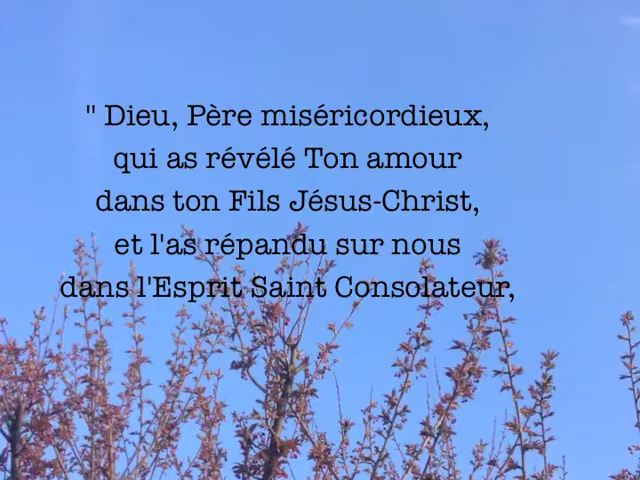 " Dieu, Père miséricordieux,
qui as révélé Ton amour
dans ton Fils Jésus-Christ,
et l'as répandu sur nous
dans l'Esprit Saint Consolateur,